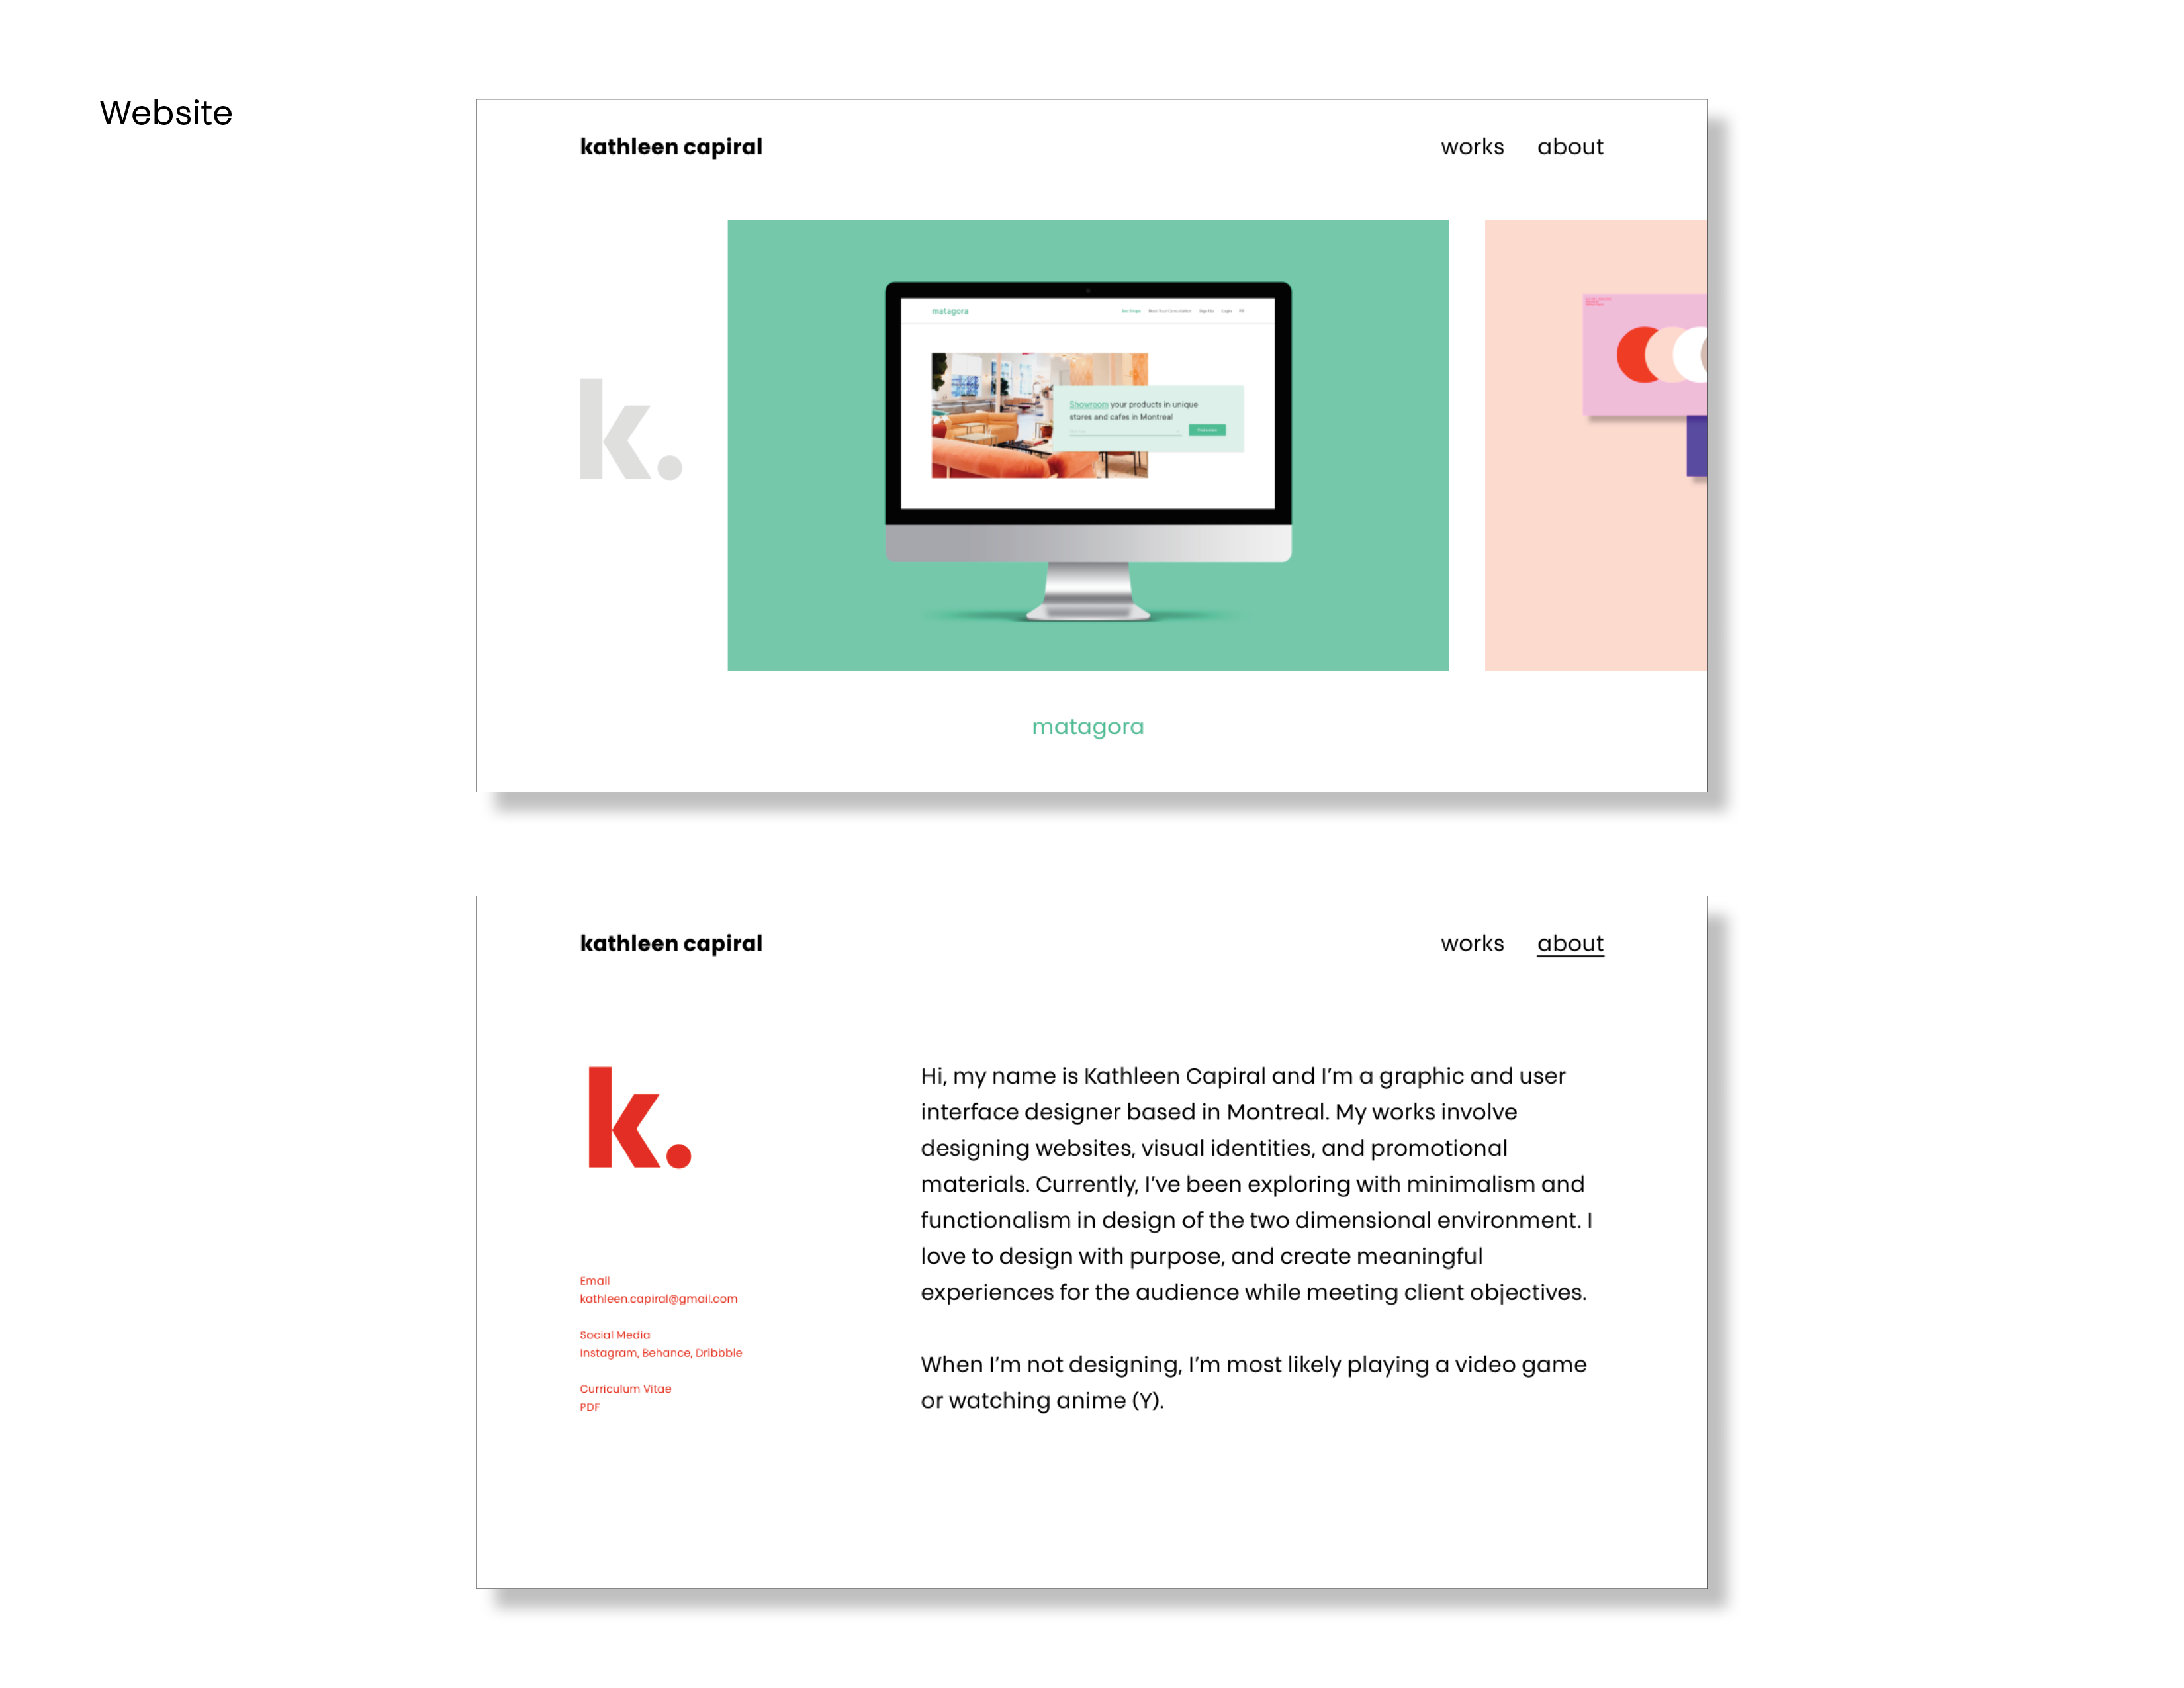 Website
kathleen capiral
works about
k.
matagora
Showroom your products in unique
stores and cafes in Montreal
matagora
kathleen capiral
works about
k.
Hi, my name is Kathleen Capiral and I’m a graphic and user
interface designer based in Montreal. My works involve
designing websites, visual identities, and promotional
materials. Currently, I’ve been exploring with minimalism and
functionalism in design of the two dimensional environment. I
love to design with purpose, and create meaningful
experiences for the audience while meeting client objectives.
When I’m not designing, I’m most likely playing a video game
or watching anime (Y).
Email
kathleen.capiral@gmail.com
Social Media
Instagram, Behance, Dribbble
Curriculum Vitae
PDF